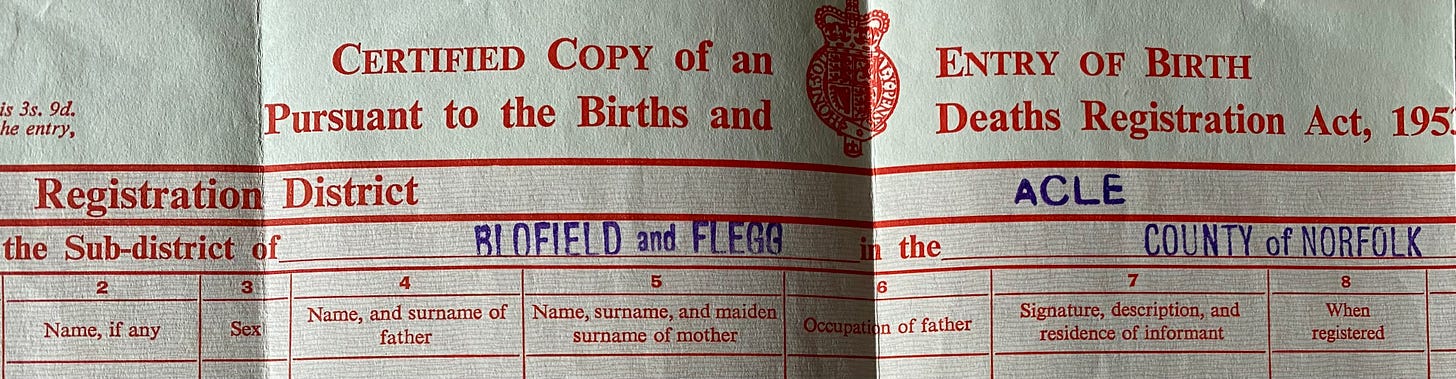 CERTIFIED COPY of an ENTRY OF BIRTH
is 3s. 9d.
he entry,
Pursuant to the Births and Deaths Registration Act, 195
Registration District ACLE
the Sub-district of BLOFIELD and FLEGG in the COUNTY of NORFOLK
2 3 4 5 6 7 8
Name, if any
Sex
Name, and surname of
father
Name, surname, and maiden
surname of mother
Occupation of father
Signature, description, and
residence of informant
When
registered